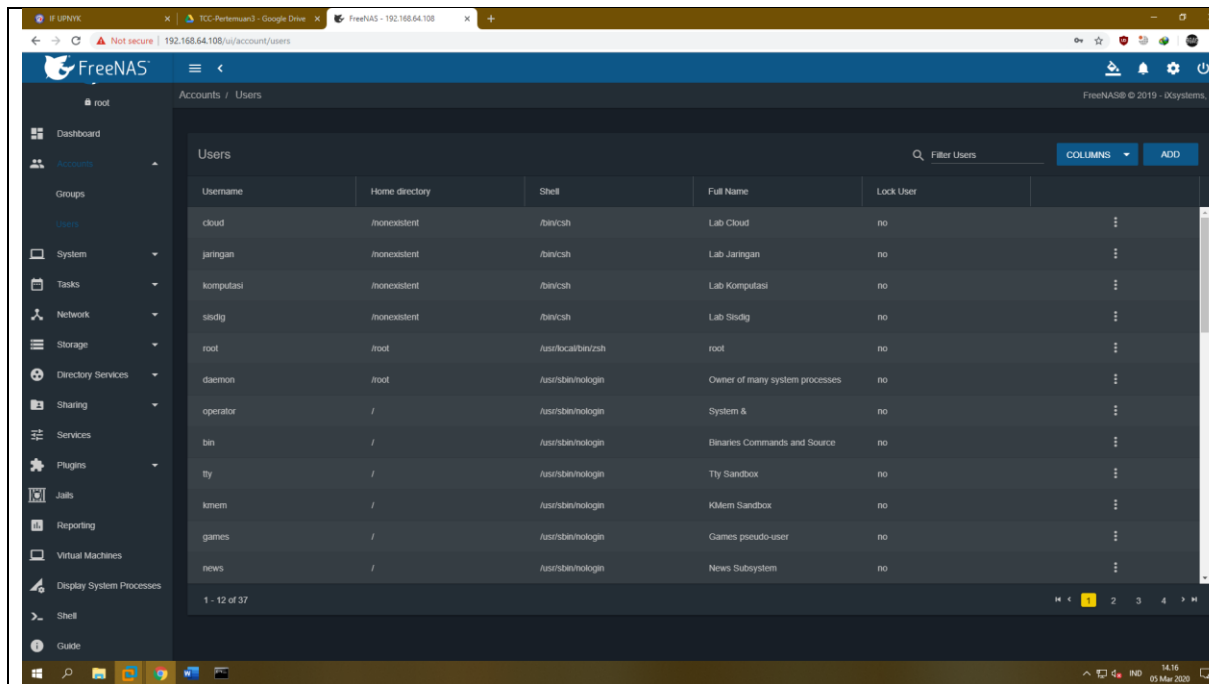 IF UPNYK
TCC-Pertemuan3 - Google Drive
FreeNAS - 192.168.64.108
Not secure 192.168.64.108/ui/account/users
FreeNAS
root
Accounts / Users
FreeNAS® © 2019 - iXsystems,
Dashboard
Accounts
Groups
Users
System
Tasks
Network
Storage
Directory Services
Sharing
Services
Plugins
Jails
Reporting
Virtual Machines
Display System Processes
Shell
Guide
Users
Filter Users
COLUMNS
ADD
Username Home directory Shell Full Name Lock User
cloud /nonexistent /bin/csh Lab Cloud no
jaringan /nonexistent /bin/csh Lab Jaringan no
komputasi /nonexistent /bin/csh Lab Komputasi no
sisdig /nonexistent /bin/csh Lab Sisdig no
root /root /usr/local/bin/zsh root no
daemon /root /usr/sbin/nologin Owner of many system processes no
operator / /usr/sbin/nologin System & no
bin / /usr/sbin/nologin Binaries Commands and Source no
tty / /usr/sbin/nologin Tty Sandbox no
kmem / /usr/sbin/nologin KMem Sandbox no
games / /usr/sbin/nologin Games pseudo-user no
news / /usr/sbin/nologin News Subsystem no
1 - 12 of 37
1 2 3 4
IND
14.16
05 Mar 2020